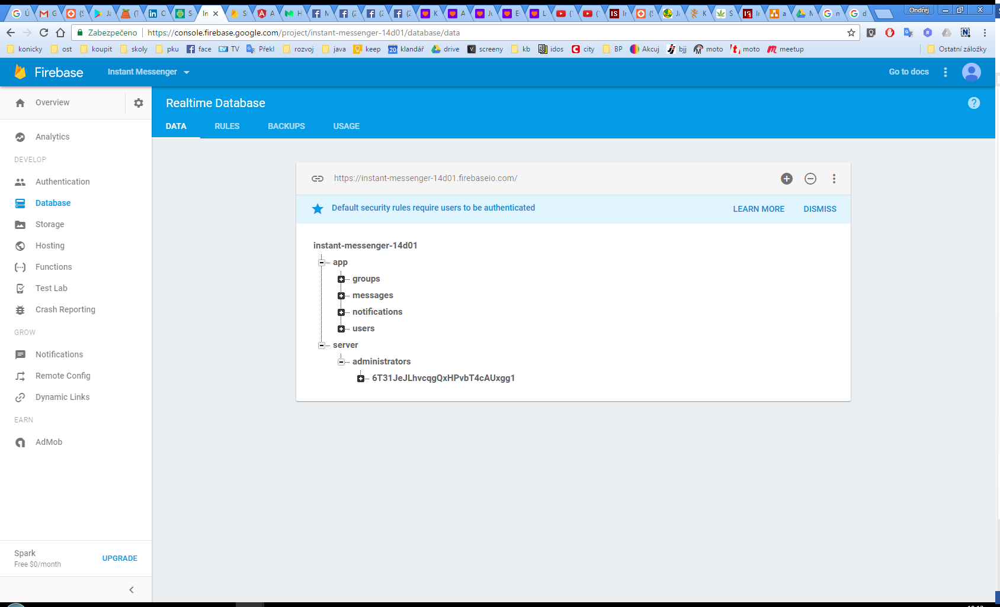 Ondřej
Zabezpečeno https://console.firebase.google.com/project/instant-messenger-14d01/database/data
konicky ost koupit skoly pku face TV Překl rozvoj java keep klandář drive screeny kb idos city BP Akcuj bjj moto moto meetup Ostatní záložky
Firebase Instant Messenger Go to docs
Overview
Realtime Database
DATA RULES BACKUPS USAGE
Analytics
DEVELOP
Authentication
Database
Storage
Hosting
Functions
Test Lab
Crash Reporting
GROW
Notifications
Remote Config
Dynamic Links
EARN
AdMob
Spark
Free $0/month
UPGRADE
https://instant-messenger-14d01.firebaseio.com/
Default security rules require users to be authenticated LEARN MORE DISMISS
instant-messenger-14d01
app
groups
messages
notifications
users
server
administrators
6T31JeJLhvcqgQxHPvbT4cAUxgg1